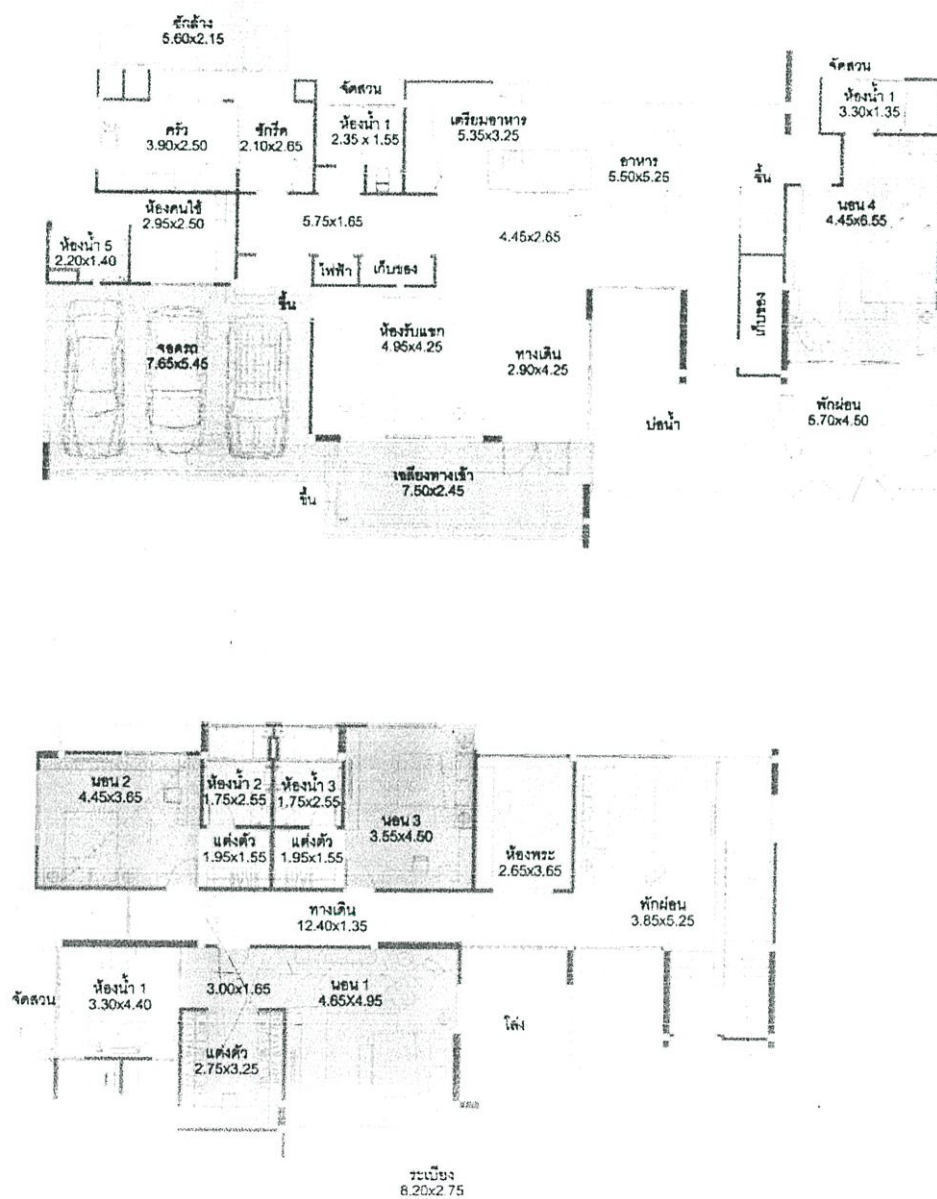 ซักล้าง
5.60x2.15
จัดสวน
จัดสวน
ห้องน้ำ 1
3.30x1.35
ครัว
3.90x2.50
ซักรีด
2.10x2.65
ห้องน้ำ 1
2.35 x 1.55
เตรียมอาหาร
5.35x3.25
อาหาร
5.50x5.25
ขึ้น
นอน 4
4.45x6.55
ห้องคนใช้
2.95x2.50
5.75x1.65
4.45x2.65
ห้องน้ำ 5
2.20x1.40
ไฟฟ้า
เก็บของ
เก็บของ
ขึ้น
จอดรถ
7.65x5.45
ห้องรับแขก
4.95x4.25
ทางเดิน
2.90x4.25
บ่อน้ำ
พักผ่อน
5.70x4.50
เฉลียงทางเข้า
7.50x2.45
ขึ้น
นอน 2
4.45x3.65
ห้องน้ำ 2
1.75x2.55
ห้องน้ำ 3
1.75x2.55
นอน 3
3.55x4.50
แต่งตัว
1.95x1.55
แต่งตัว
1.95x1.55
ห้องพระ
2.65x3.65
ทางเดิน
12.40x1.35
พักผ่อน
3.85x5.25
จัดสวน
ห้องน้ำ 1
3.30x4.40
3.00x1.65
นอน 1
4.65X4.95
โล่ง
แต่งตัว
2.75x3.25
ระเบียง
8.20x2.75